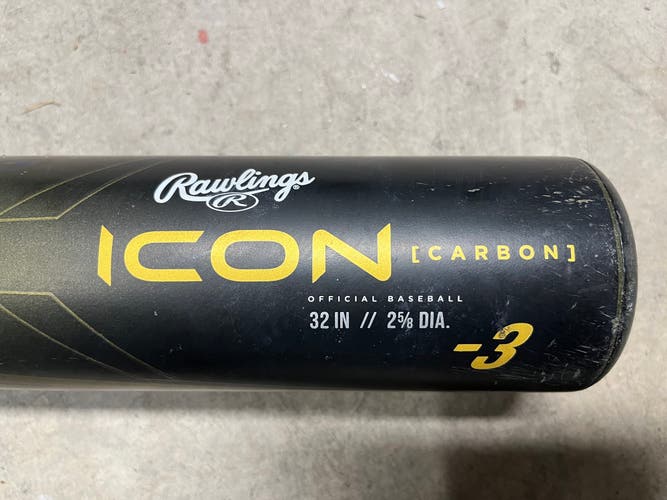 Rawlings®
R
ICON [CARBON]
OFFICIAL BASEBALL
32 IN // 2⅝ DIA.
-3